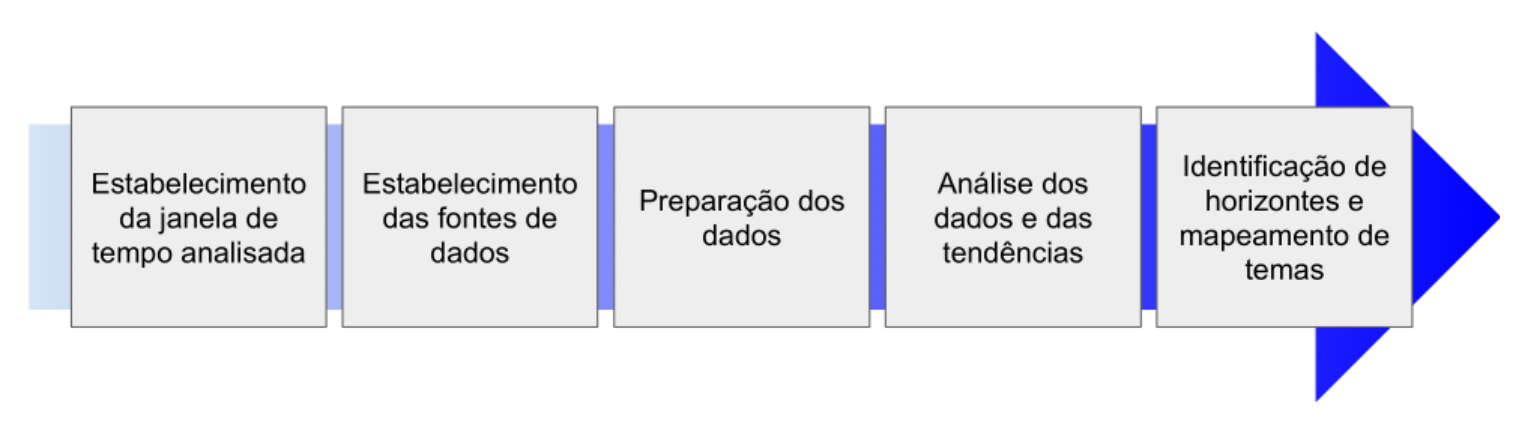 Estabelecimento
da janela de
tempo analisada
Estabelecimento
das fontes de
dados
Preparação dos
dados
Análise dos
dados e das
tendências
Identificação de
horizontes e
mapeamento de
temas